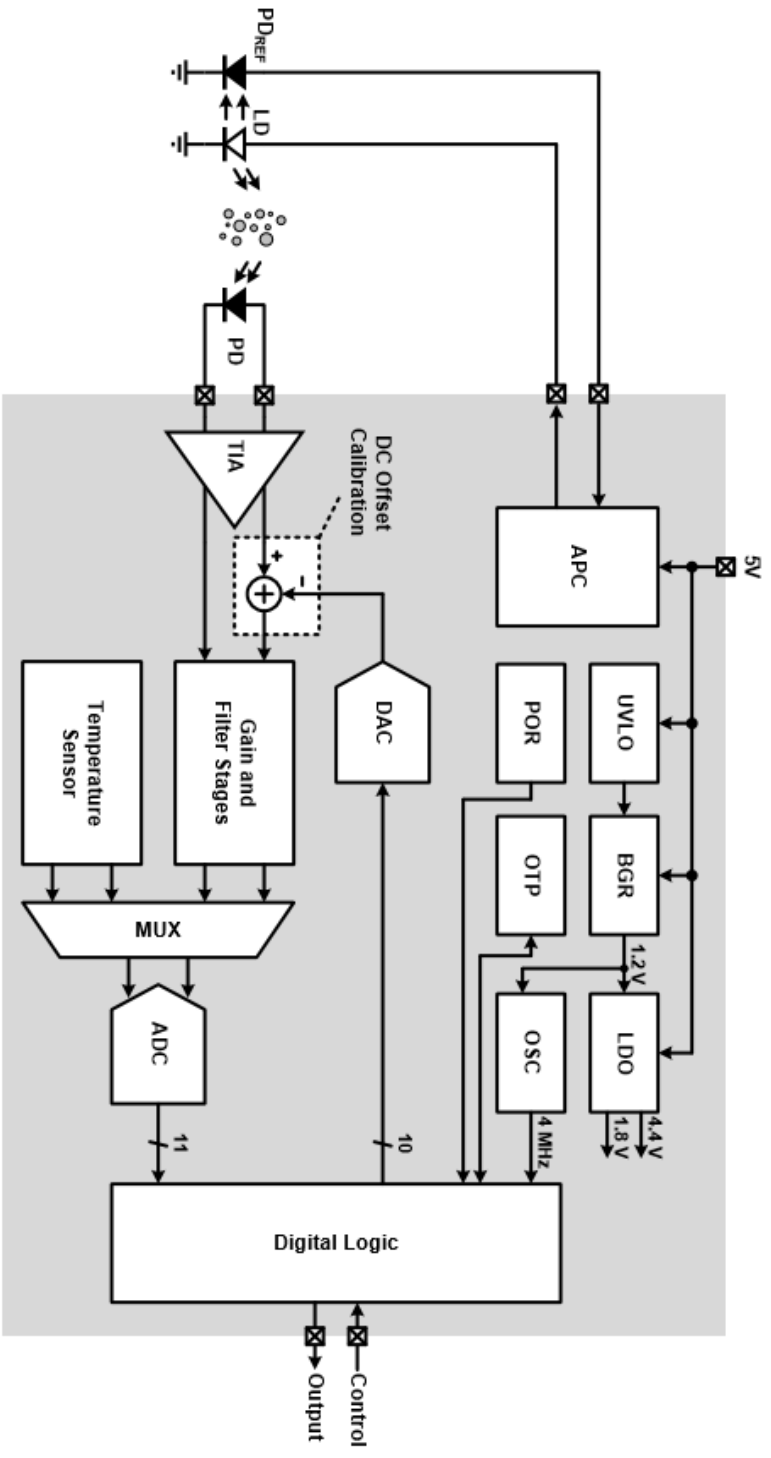 5V
APC
UVLO
BGR
LDO
1.2 V
4.4 V
1.8 V
POR
OTP
OSC
4 MHz
PDREF
LD
PD
TIA
DC Offset
Calibration
+
−
+
DAC
10
Gain and
Filter Stages
Temperature
Sensor
MUX
ADC
11
Digital Logic
Control
Output